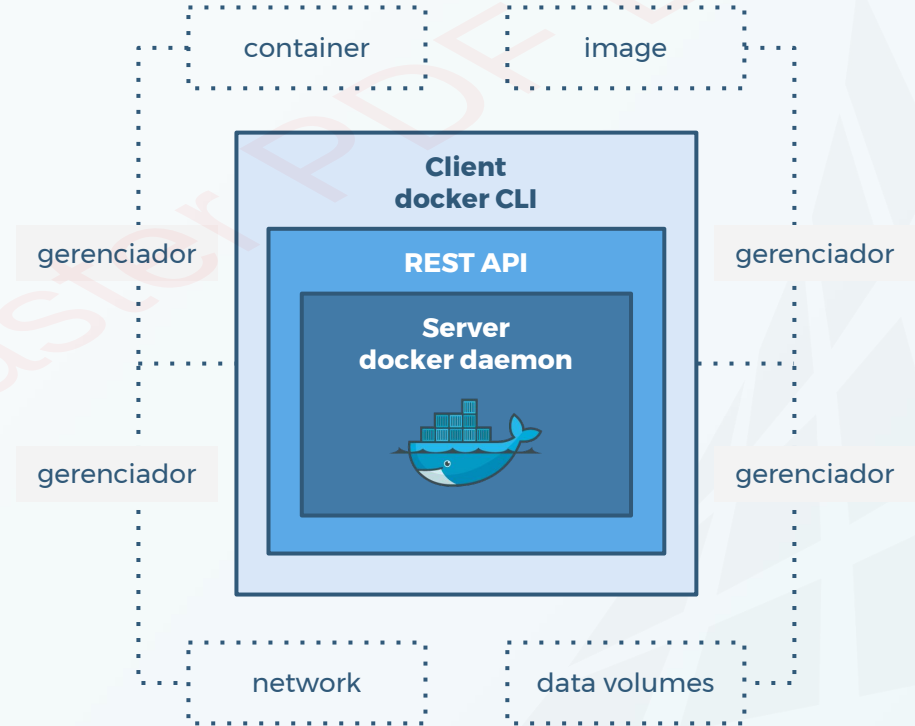 container
image
Client
docker CLI
gerenciador
REST API
gerenciador
Server
docker daemon
gerenciador
gerenciador
network
data volumes